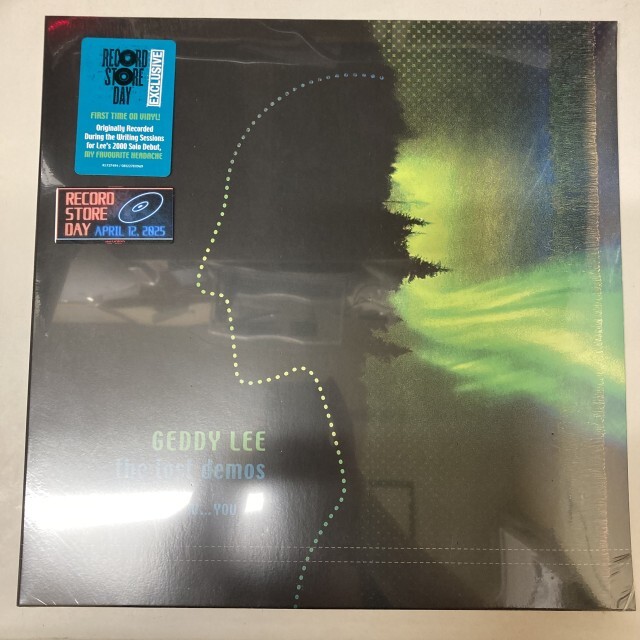 RECORD
STORE
DAY
EXCLUSIVE
FIRST TIME ON VINYL!
Originally Recorded
During the Writing Sessions
for Lee's 2000 Solo Debut,
MY FAVOURITE HEADACHE
RECORD
STORE
DAY APRIL 12, 2025
GEDDY LEE
the lost demos
YOU